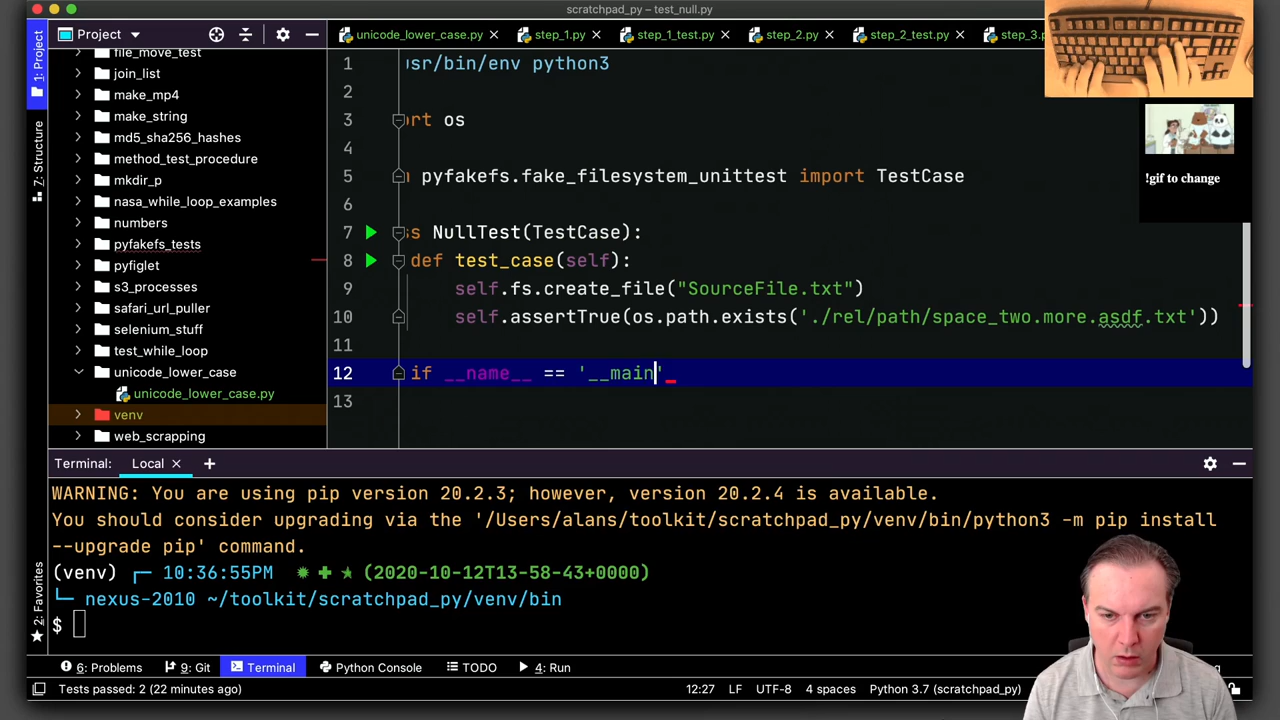 scratchpad_py – test_null.py
Project
unicode_lower_case.py
step_1.py
step_1_test.py
step_2.py
step_2_test.py
step_3.
1: Project
7: Structure
2: Favorites
file_move_test
join_list
make_mp4
make_string
md5_sha256_hashes
method_test_procedure
mkdir_p
nasa_while_loop_examples
numbers
pyfakefs_tests
pyfiglet
s3_processes
safari_url_puller
selenium_stuff
test_while_loop
unicode_lower_case
unicode_lower_case.py
venv
web_scrapping
1 usr/bin/env python3
2
3 ort os
4
5 m pyfakefs.fake_filesystem_unittest import TestCase
6
7 ss NullTest(TestCase):
8 def test_case(self):
9 self.fs.create_file("SourceFile.txt")
10 self.assertTrue(os.path.exists('./rel/path/space_two.more.asdf.txt'))
11
12 if __name__ == '__main'
13
!gif to change
Terminal: Local × +
WARNING: You are using pip version 20.2.3; however, version 20.2.4 is available.
You should consider upgrading via the '/Users/alans/toolkit/scratchpad_py/venv/bin/python3 -m pip install
--upgrade pip' command.
(venv) ┌─ 10:36:55PM ✹ ✚ ★ (2020-10-12T13-58-43+0000)
└─ nexus-2010 ~/toolkit/scratchpad_py/venv/bin
$
6: Problems
9: Git
Terminal
Python Console
TODO
4: Run
Tests passed: 2 (22 minutes ago)
12:27 LF UTF-8 4 spaces Python 3.7 (scratchpad_py)